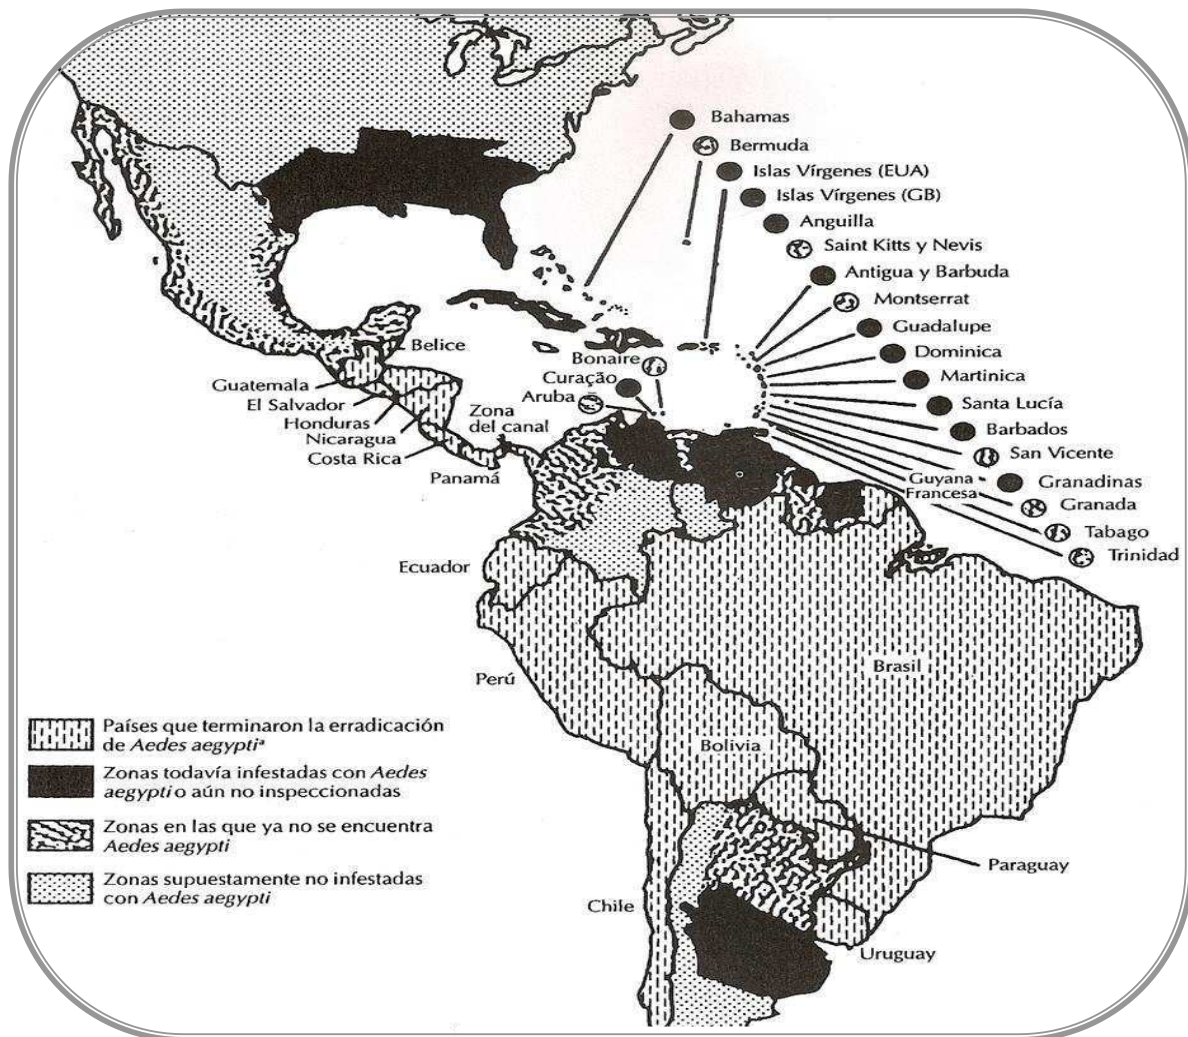 Bahamas
Bermuda
Islas Vírgenes (EUA)
Islas Vírgenes (GB)
Anguilla
Saint Kitts y Nevis
Antigua y Barbuda
Montserrat
Guadalupe
Dominica
Martinica
Santa Lucía
Barbados
San Vicente
Granadinas
Granada
Tabago
Trinidad
Belice
Guatemala
El Salvador
Honduras
Nicaragua
Costa Rica
Panamá
Zona
del canal
Bonaire
Curaçao
Aruba
Guyana
Francesa
Ecuador
Perú
Brasil
Bolivia
Paraguay
Chile
Uruguay
Países que terminaron la erradicación
de Aedes aegyptiª
Zonas todavía infestadas con Aedes
aegypti o aún no inspeccionadas
Zonas en las que ya no se encuentra
Aedes aegypti
Zonas supuestamente no infestadas
con Aedes aegypti